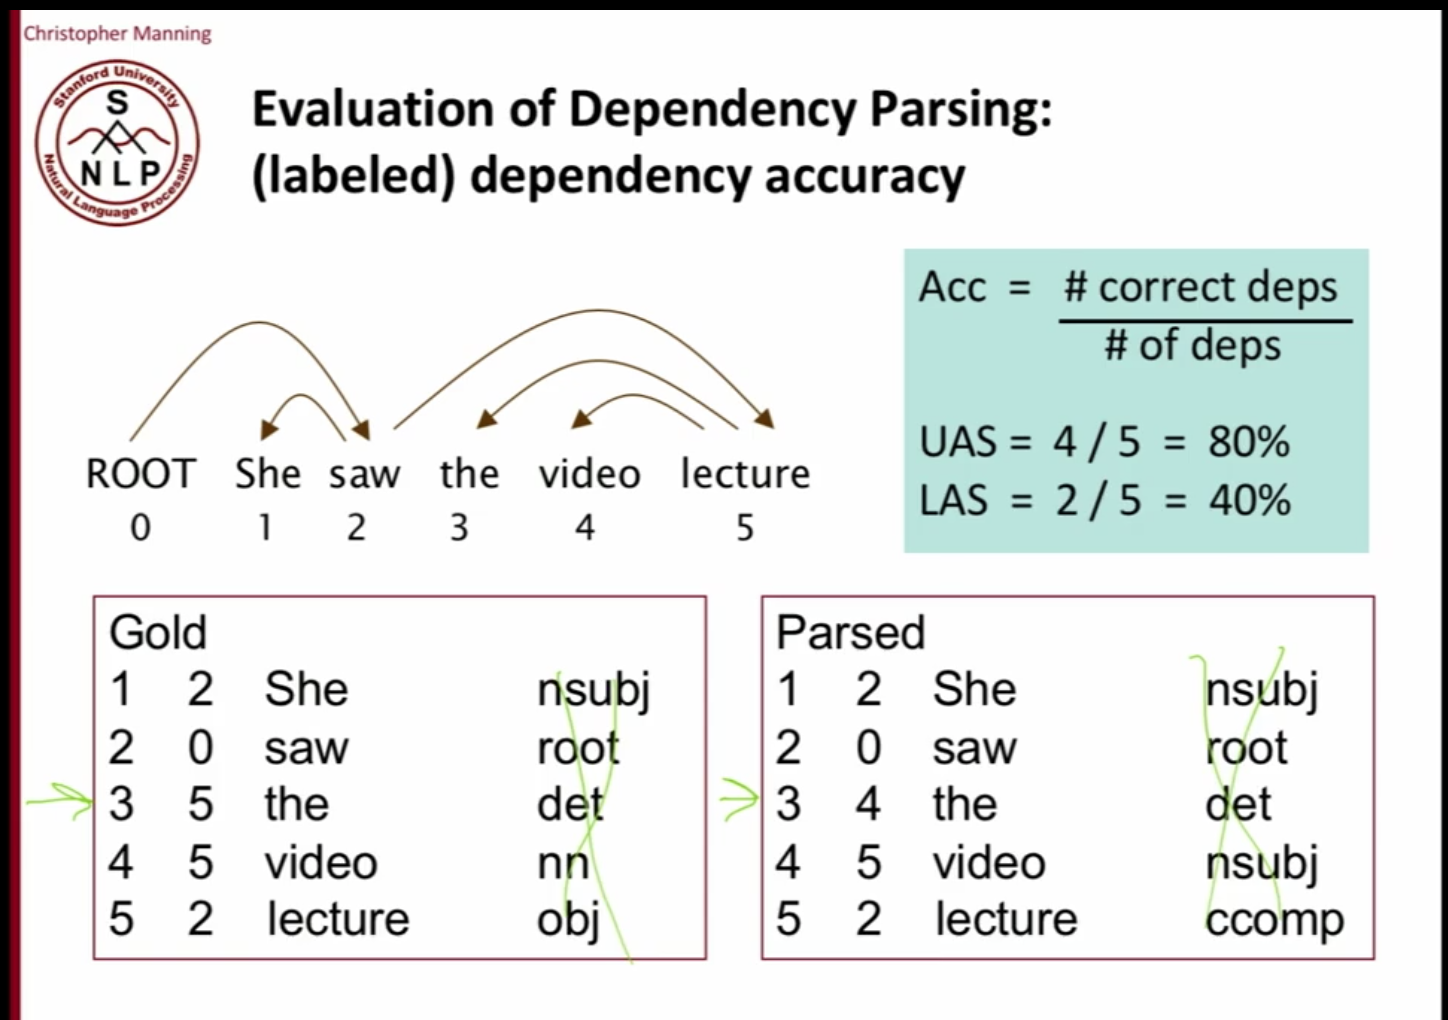 Christopher Manning
Stanford University
S
NLP
Natural Language Processing
Evaluation of Dependency Parsing:
(labeled) dependency accuracy
Acc = # correct deps
# of deps
UAS = 4 / 5 = 80%
LAS = 2 / 5 = 40%
ROOT She saw the video lecture
0 1 2 3 4 5
Gold
1 2 She nsubj
2 0 saw root
3 5 the det
4 5 video nn
5 2 lecture obj
Parsed
1 2 She nsubj
2 0 saw root
3 4 the det
4 5 video nsubj
5 2 lecture ccomp